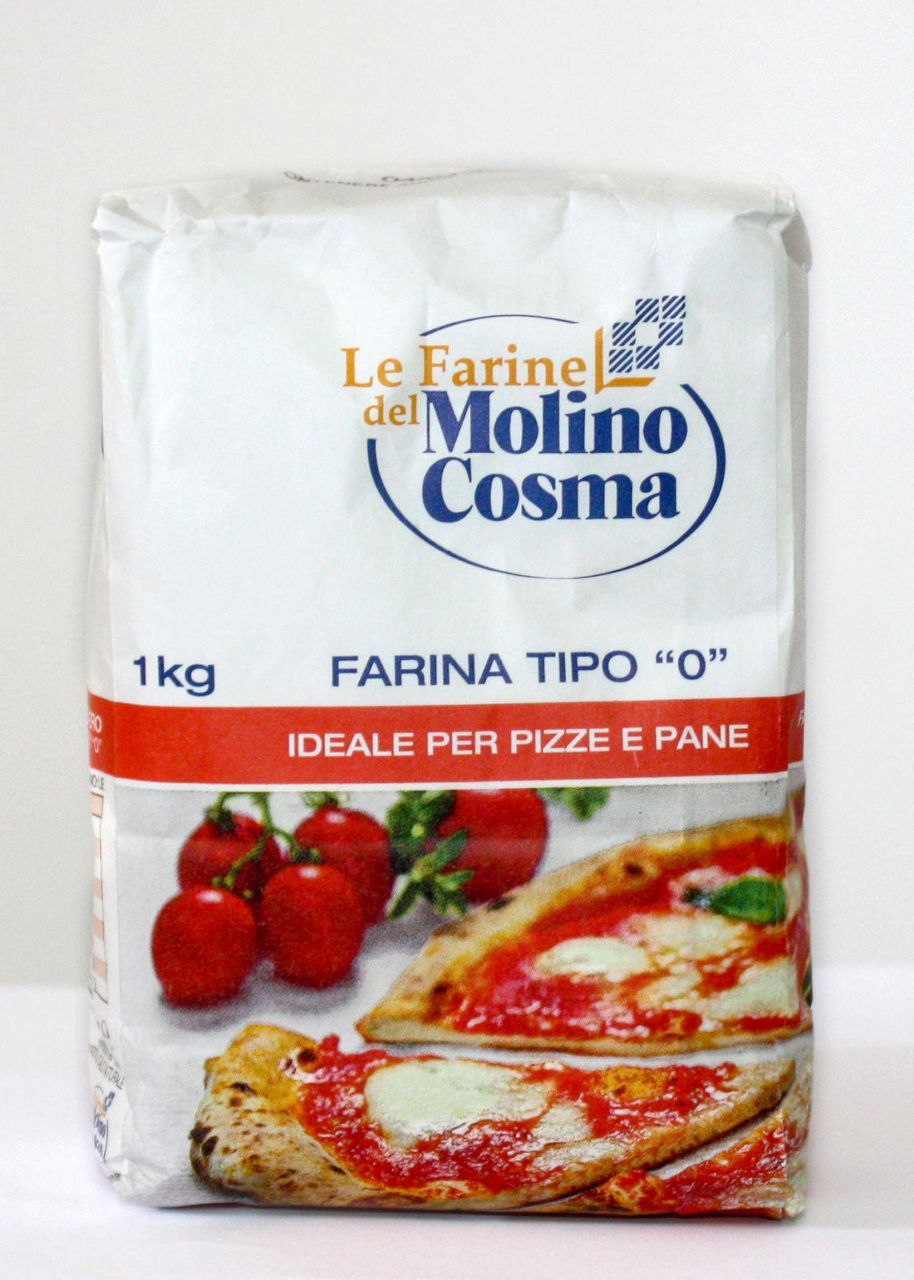 Le Farine
del Molino
Cosma
1kg
FARINA TIPO “0”
IDEALE PER PIZZE E PANE